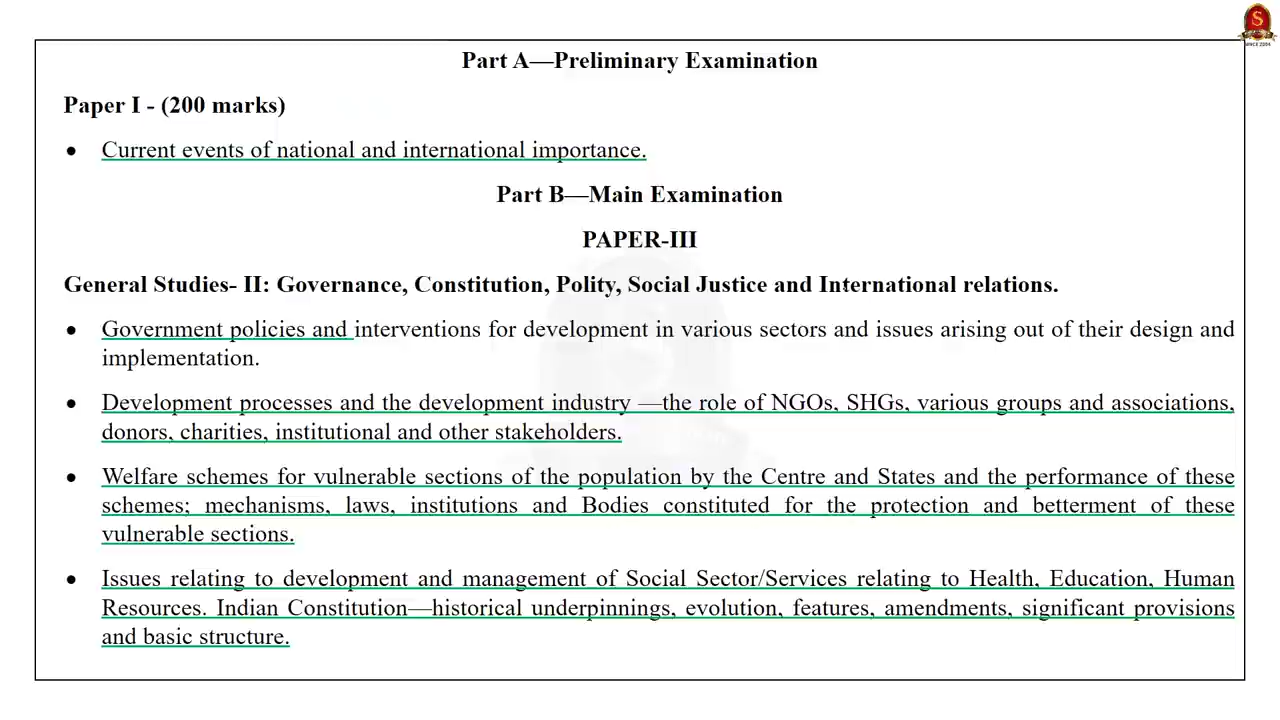 S
SINCE 2004
Part A—Preliminary Examination
Paper I - (200 marks)
● Current events of national and international importance.
Part B—Main Examination
PAPER-III
General Studies- II: Governance, Constitution, Polity, Social Justice and International relations.
● Government policies and interventions for development in various sectors and issues arising out of their design and
implementation.
● Development processes and the development industry —the role of NGOs, SHGs, various groups and associations,
donors, charities, institutional and other stakeholders.
● Welfare schemes for vulnerable sections of the population by the Centre and States and the performance of these
schemes; mechanisms, laws, institutions and Bodies constituted for the protection and betterment of these
vulnerable sections.
● Issues relating to development and management of Social Sector/Services relating to Health, Education, Human
Resources. Indian Constitution—historical underpinnings, evolution, features, amendments, significant provisions
and basic structure.